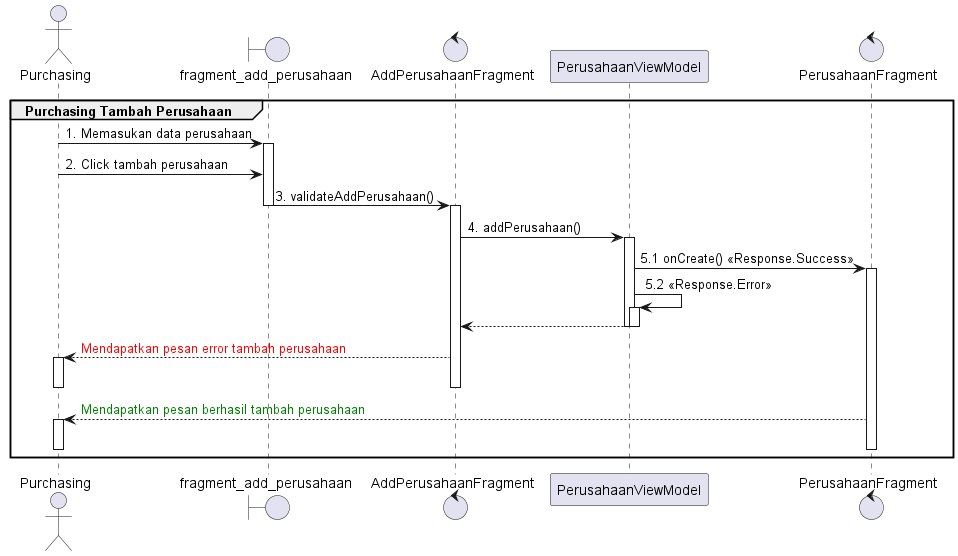 Purchasing
fragment_add_perusahaan
AddPerusahaanFragment
PerusahaanViewModel
PerusahaanFragment
Purchasing Tambah Perusahaan
1. Memasukan data perusahaan
2. Click tambah perusahaan
3. validateAddPerusahaan()
4. addPerusahaan()
5.1 onCreate() «Response.Success»
5.2 «Response.Error»
Mendapatkan pesan error tambah perusahaan
Mendapatkan pesan berhasil tambah perusahaan
Purchasing
fragment_add_perusahaan
AddPerusahaanFragment
PerusahaanViewModel
PerusahaanFragment